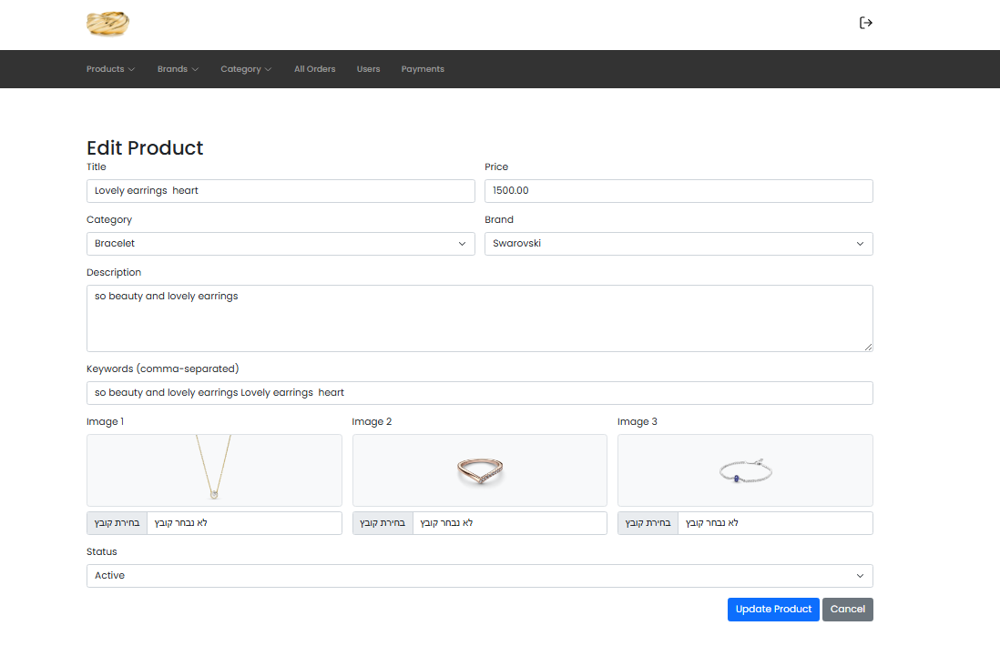 Products Brands Category All Orders Users Payments
Edit Product
Title Price
Lovely earrings  heart 1500.00
Category Brand
Bracelet Swarovski
Description
so beauty and lovely earrings
Keywords (comma-separated)
so beauty and lovely earrings Lovely earrings  heart
Image 1 Image 2 Image 3
בחירת קובץ לא נבחר קובץ בחירת קובץ לא נבחר קובץ בחירת קובץ לא נבחר קובץ
Status
Active
Update Product Cancel